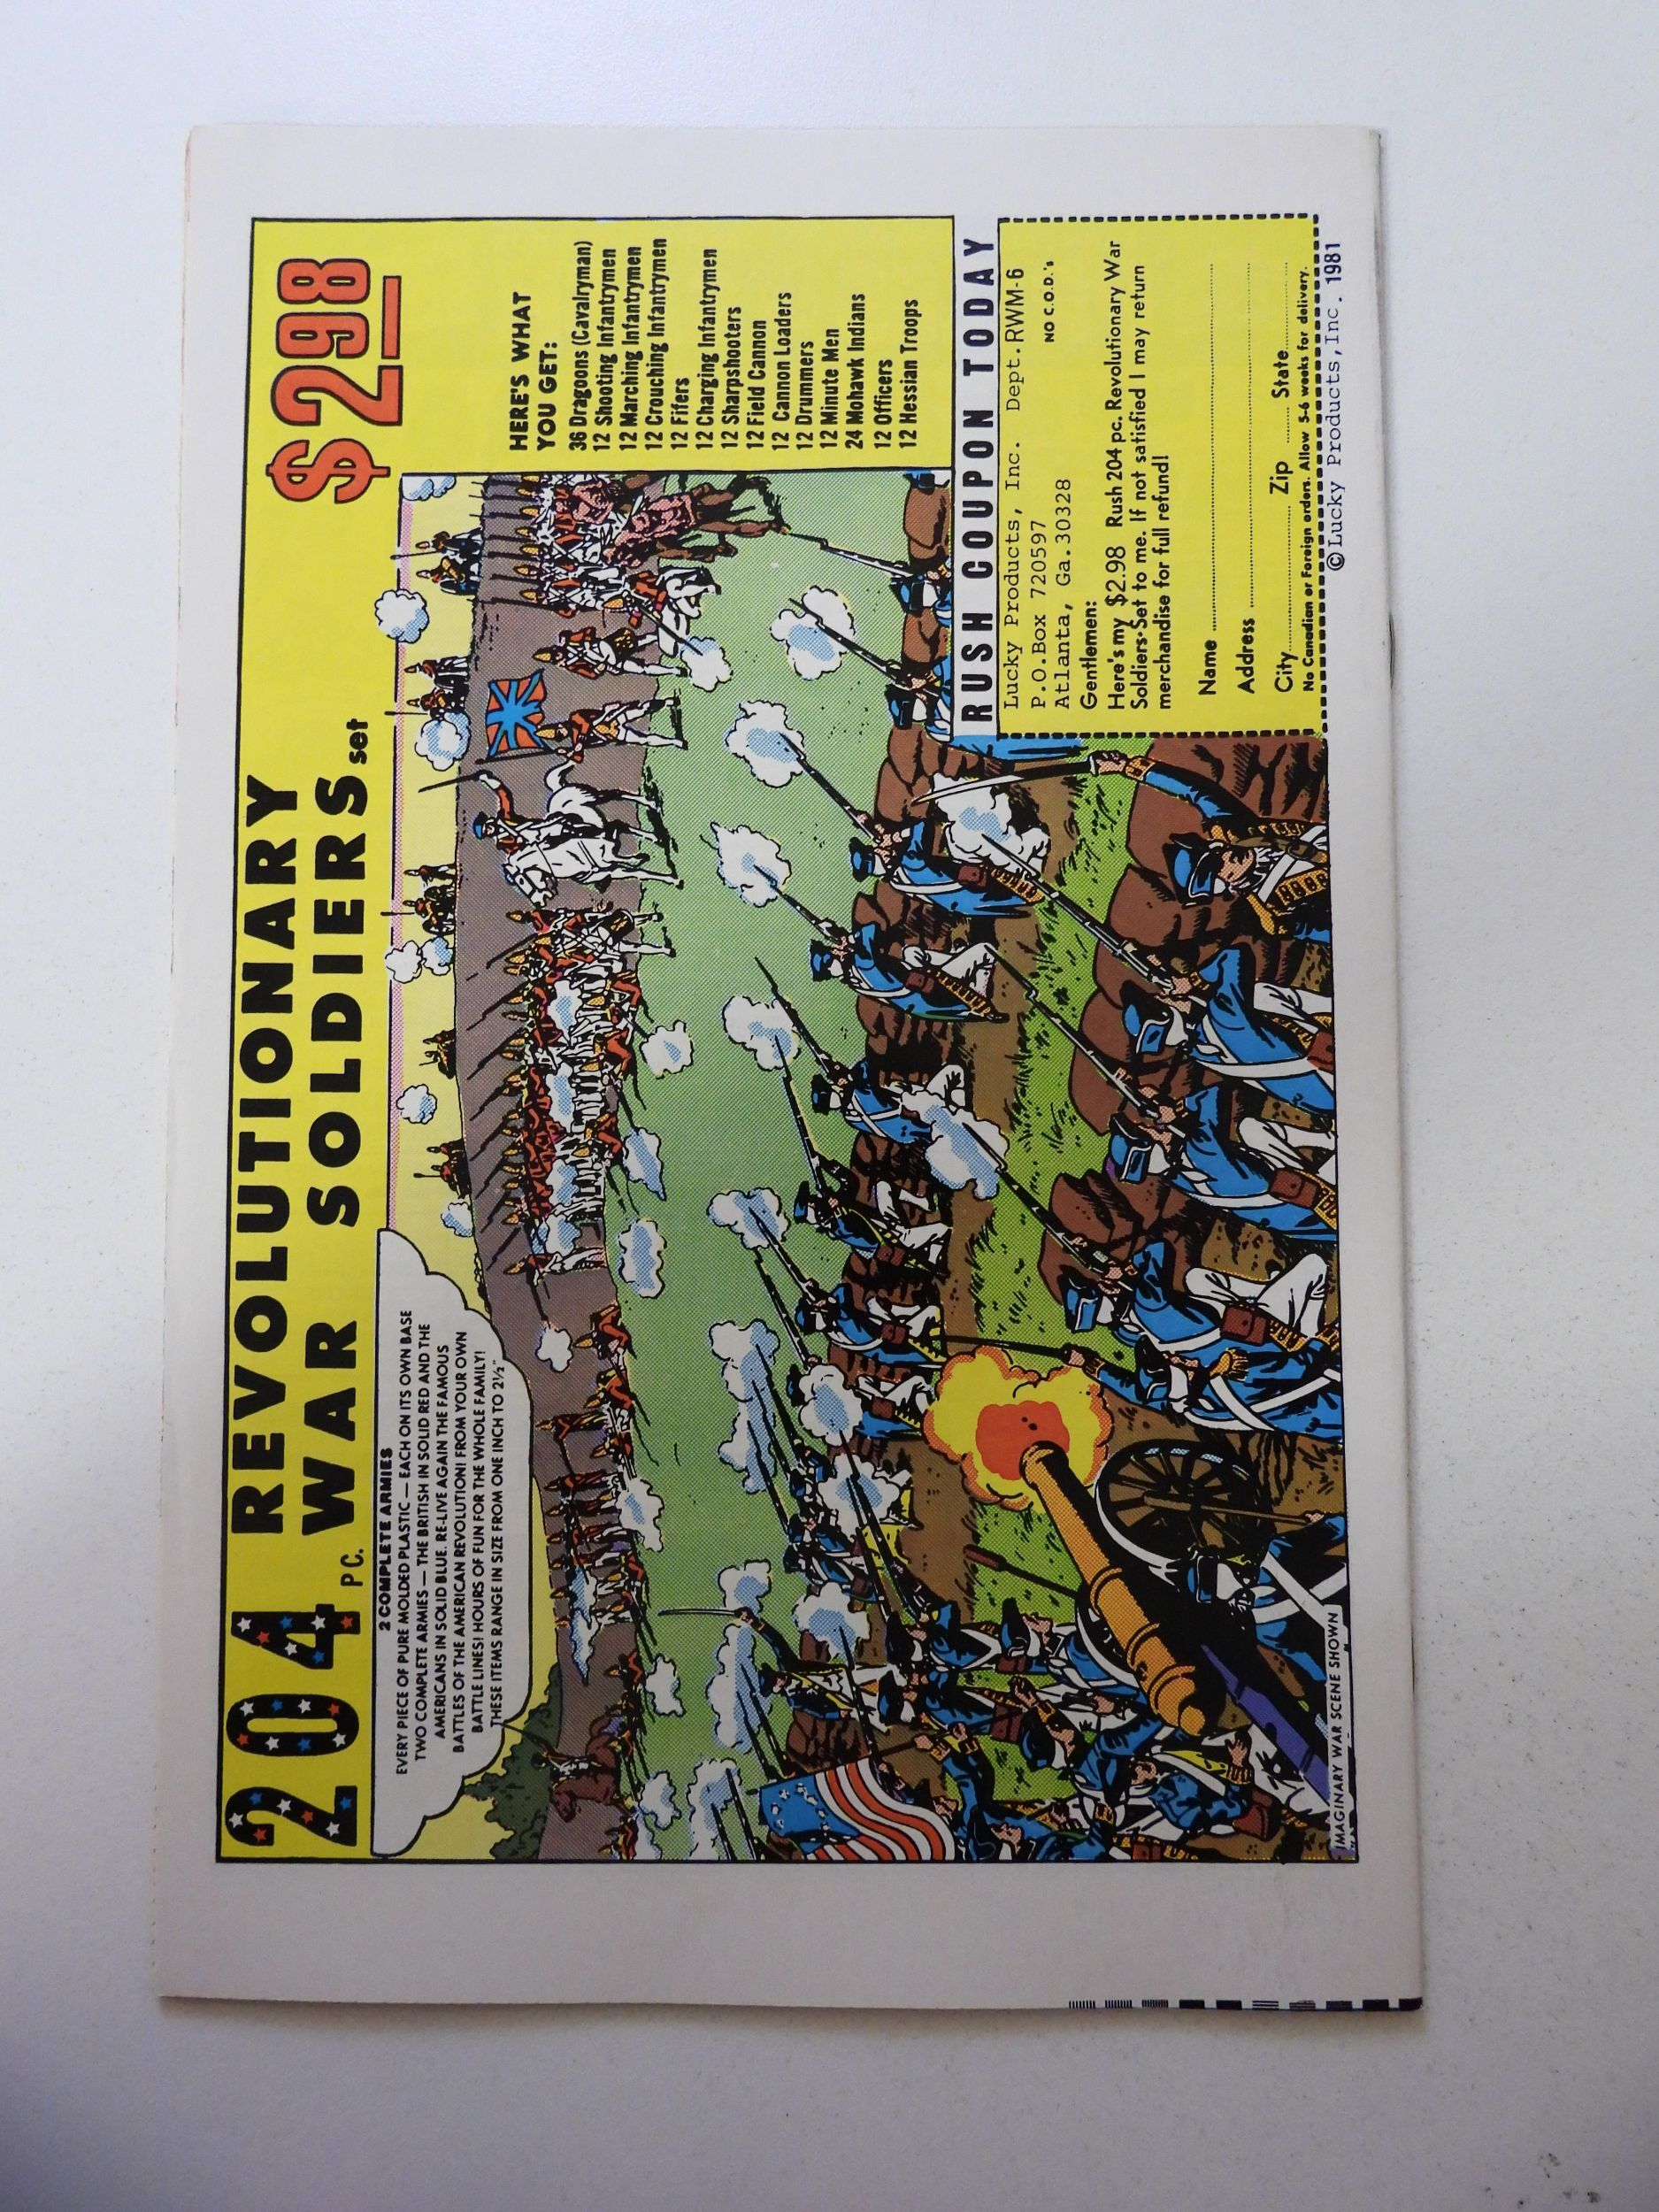 204 PC. REVOLUTIONARY
WAR SOLDIERS set
$2.98
2 COMPLETE ARMIES
EVERY PIECE OF PURE MOLDED PLASTIC — EACH ON ITS OWN BASE
TWO COMPLETE ARMIES — THE BRITISH IN SOLID RED AND THE
AMERICANS IN SOLID BLUE. RE-LIVE AGAIN THE FAMOUS
BATTLES OF THE AMERICAN REVOLUTION! FROM YOUR OWN
BATTLE LINES! HOURS OF FUN FOR THE WHOLE FAMILY!
THESE ITEMS RANGE IN SIZE FROM ONE INCH TO 2½"
HERE'S WHAT
YOU GET:
36 Dragoons (Cavalryman)
12 Shooting Infantrymen
12 Marching Infantrymen
12 Crouching Infantrymen
12 Fifers
12 Charging Infantrymen
12 Sharpshooters
12 Field Cannon
12 Cannon Loaders
12 Drummers
12 Minute Men
24 Mohawk Indians
12 Officers
12 Hessian Troops
RUSH COUPON TODAY
Lucky Products, Inc. Dept.RWM-6
P.O.Box 720597
NO C.O.D.'s
Atlanta, Ga.30328
Gentlemen:
Here's my $2.98 Rush 204 pc. Revolutionary War
Soldiers Set to me. If not satisfied I may return
merchandise for full refund!
Name
Address
City Zip State
No Canadian or Foreign orders. Allow 5-6 weeks for delivery.
© Lucky Products,Inc. 1981
IMAGINARY WAR SCENE SHOWN